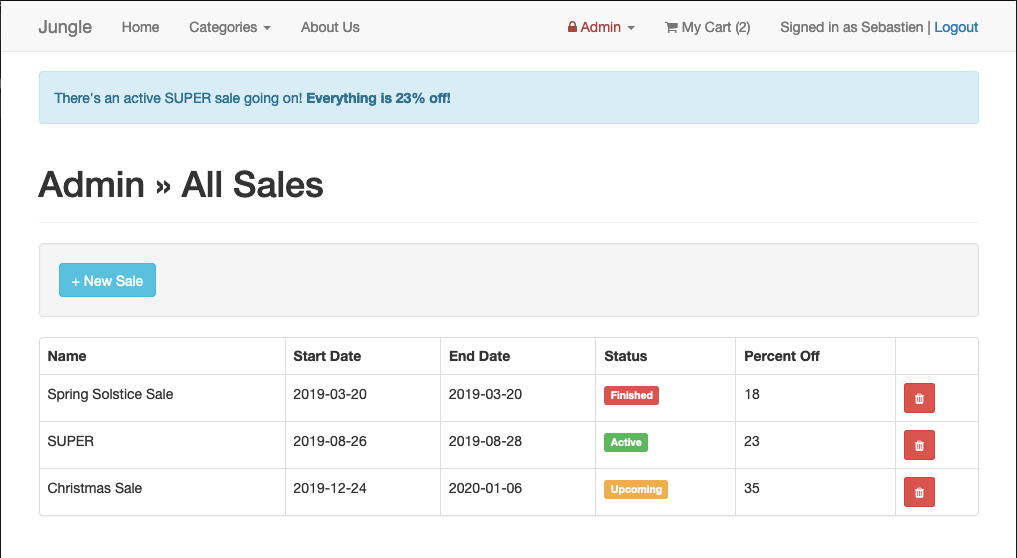 Jungle Home Categories About Us Admin My Cart (2) Signed in as Sebastien | Logout
There's an active SUPER sale going on! Everything is 23% off!
Admin » All Sales
+ New Sale
Name Start Date End Date Status Percent Off
Spring Solstice Sale 2019-03-20 2019-03-20 Finished 18
SUPER 2019-08-26 2019-08-28 Active 23
Christmas Sale 2019-12-24 2020-01-06 Upcoming 35